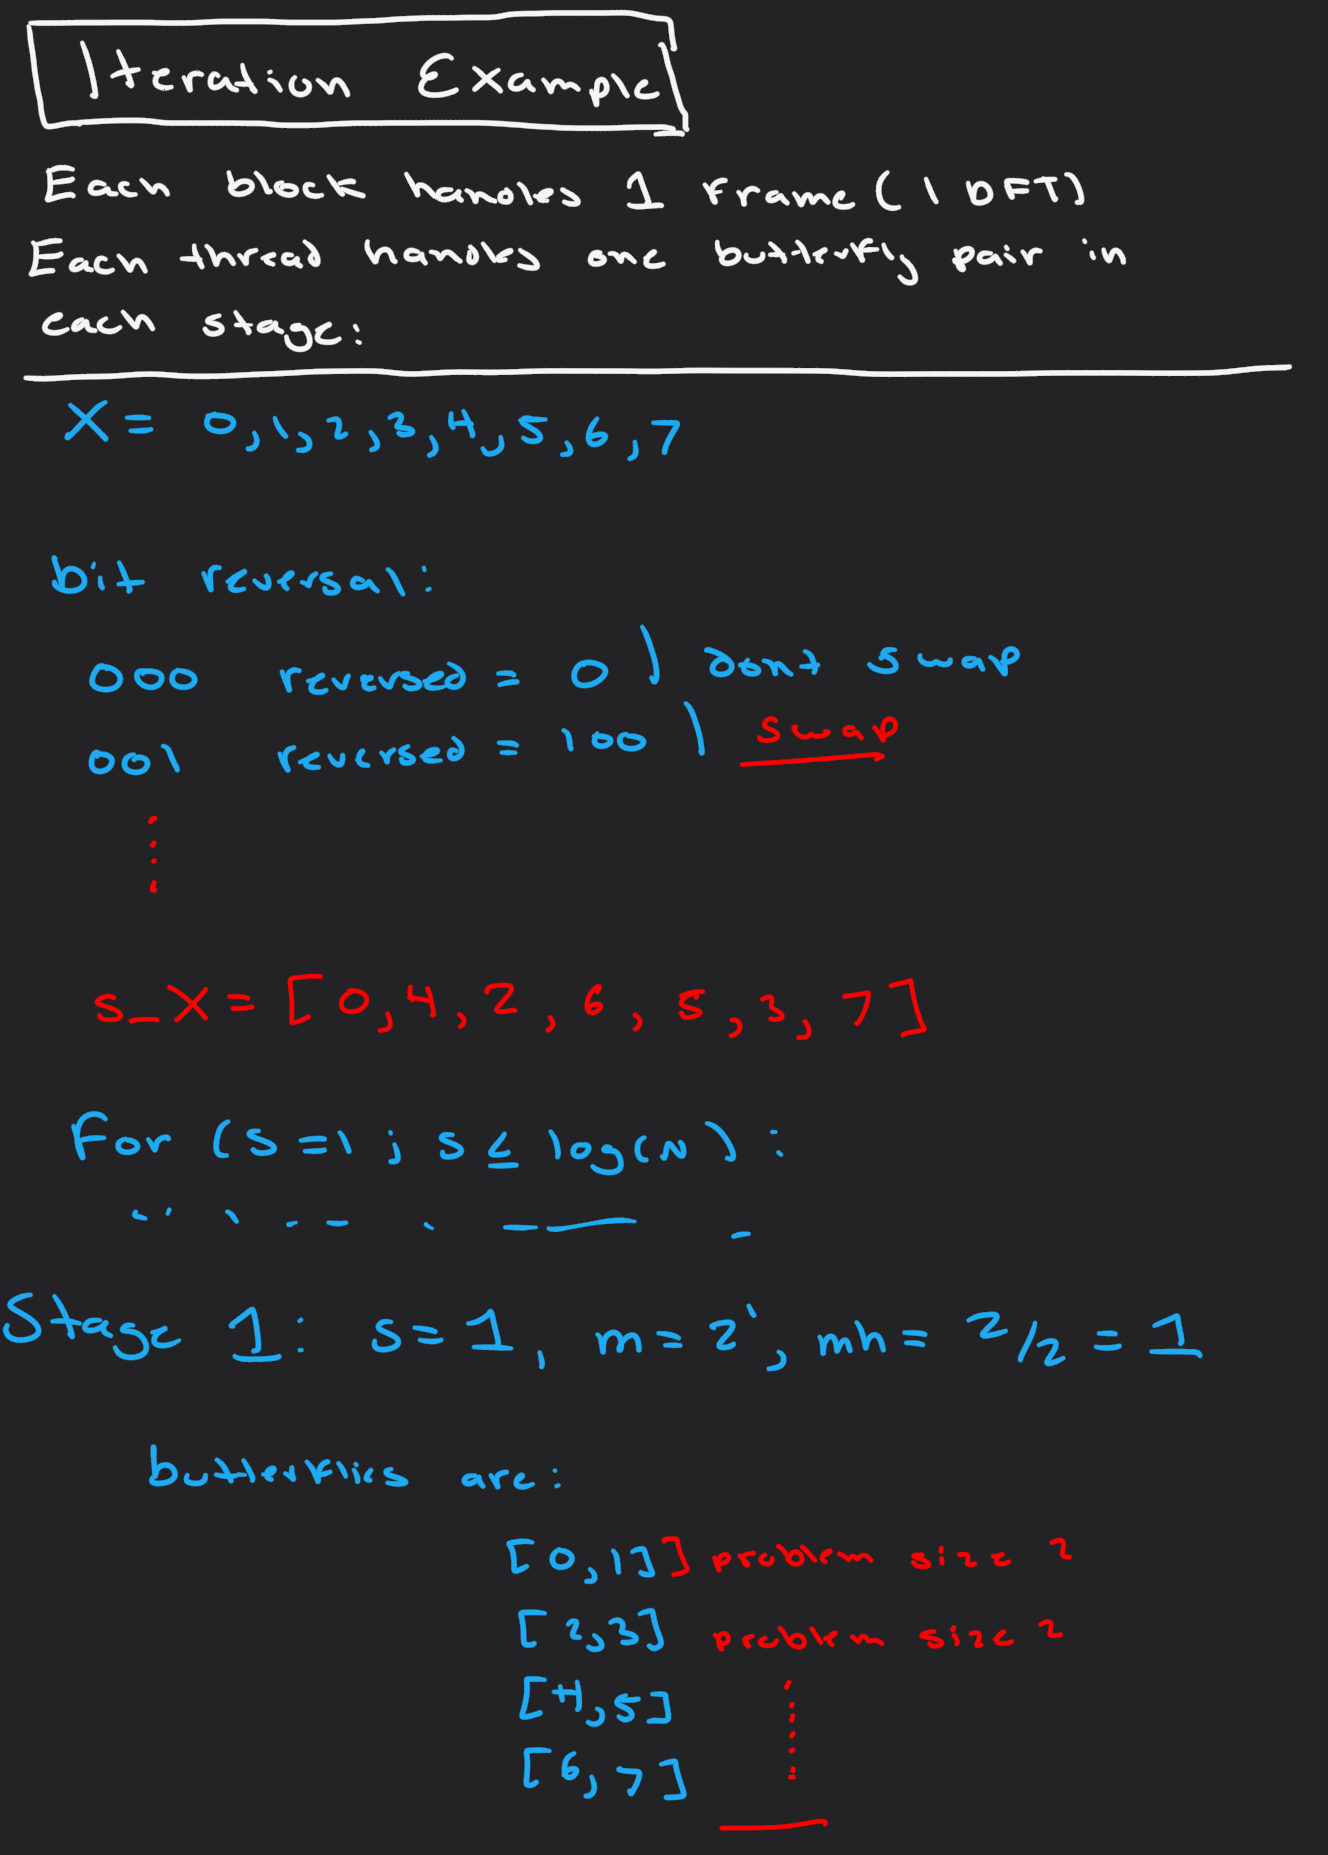 Iteration Example
Each block handles 1 frame (1 DFT)
Each thread handles one butterfly pair in
each stage:
X = 0,1,2,3,4,5,6,7
bit reversal:
000 reversed = 0 ) dont swap
001 reversed = 100 ) swap
s_X = [0,4,2,6,5,3,7]
For (s=1; s≤ log(N):
Stage 1: s=1, m=2¹, mh= 2/2 = 1
butterflies are:
[0,1]] problem size 2
[2,3] problem size 2
[4,5]
[6,7]